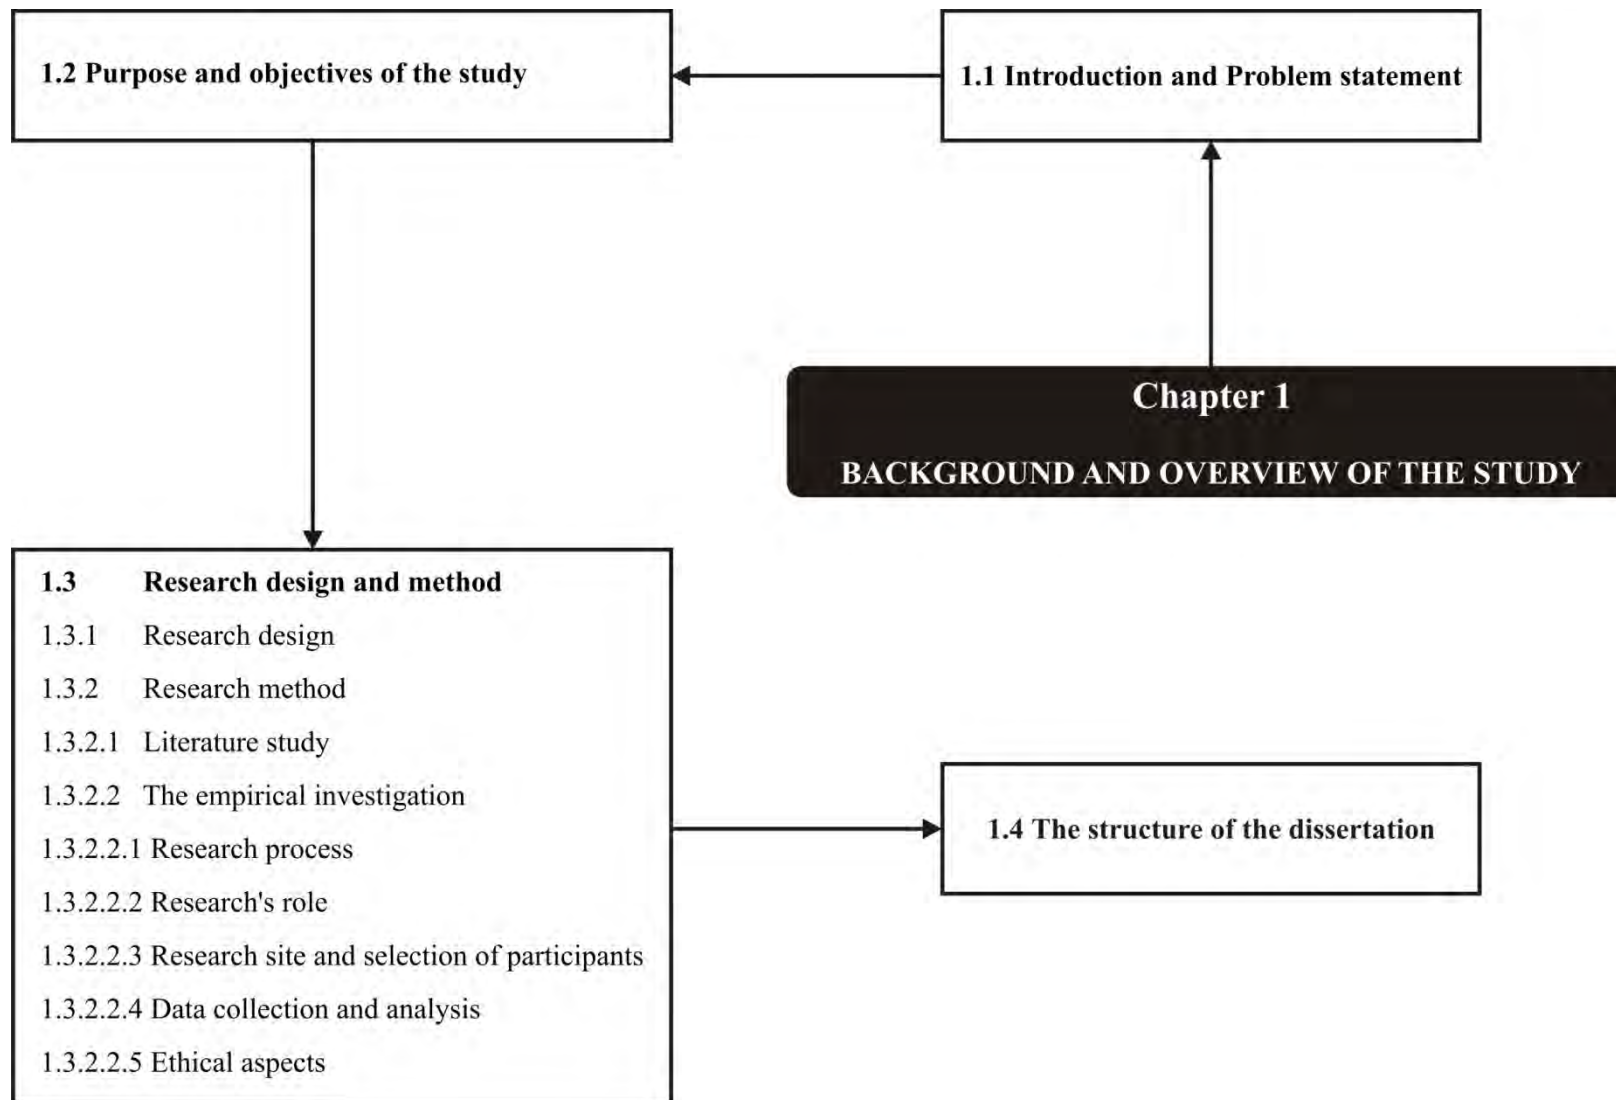 1.2 Purpose and objectives of the study
1.1 Introduction and Problem statement
Chapter 1
BACKGROUND AND OVERVIEW OF THE STUDY
1.3 Research design and method
1.3.1 Research design
1.3.2 Research method
1.3.2.1 Literature study
1.3.2.2 The empirical investigation
1.3.2.2.1 Research process
1.3.2.2.2 Research's role
1.3.2.2.3 Research site and selection of participants
1.3.2.2.4 Data collection and analysis
1.3.2.2.5 Ethical aspects
1.4 The structure of the dissertation